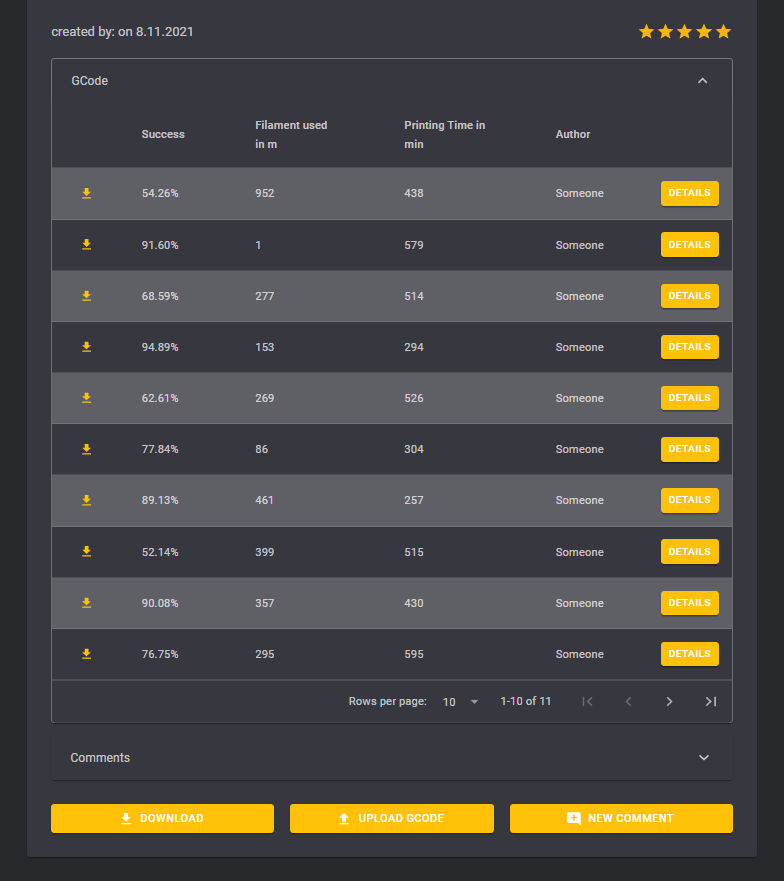 created by: on 8.11.2021
GCode
Success Filament used in m Printing Time in min Author
54.26% 952 438 Someone DETAILS
91.60% 1 579 Someone DETAILS
68.59% 277 514 Someone DETAILS
94.89% 153 294 Someone DETAILS
62.61% 269 526 Someone DETAILS
77.84% 86 304 Someone DETAILS
89.13% 461 257 Someone DETAILS
52.14% 399 515 Someone DETAILS
90.08% 357 430 Someone DETAILS
76.75% 295 595 Someone DETAILS
Rows per page: 10 1-10 of 11
Comments
DOWNLOAD UPLOAD GCODE NEW COMMENT